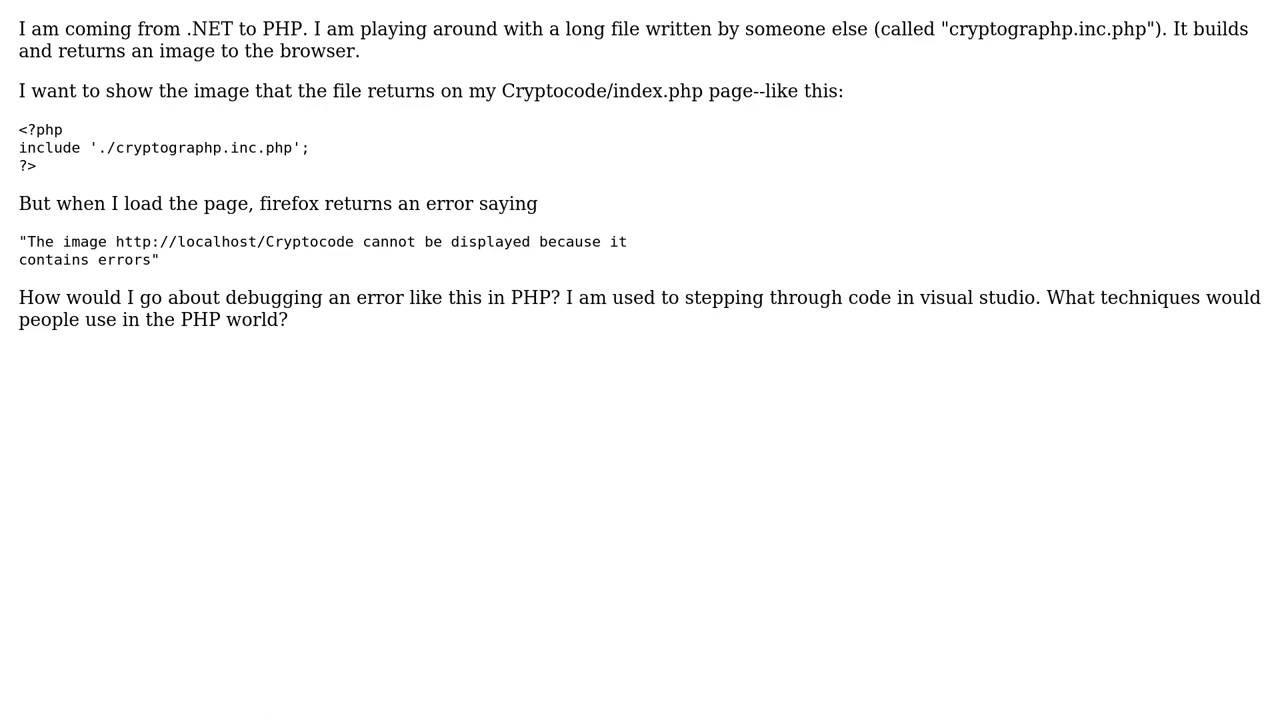 I am coming from .NET to PHP. I am playing around with a long file written by someone else (called "cryptographp.inc.php"). It builds
and returns an image to the browser.
I want to show the image that the file returns on my Cryptocode/index.php page--like this:
<?php
include './cryptographp.inc.php';
?>
But when I load the page, firefox returns an error saying
"The image http://localhost/Cryptocode cannot be displayed because it
contains errors"
How would I go about debugging an error like this in PHP? I am used to stepping through code in visual studio. What techniques would
people use in the PHP world?